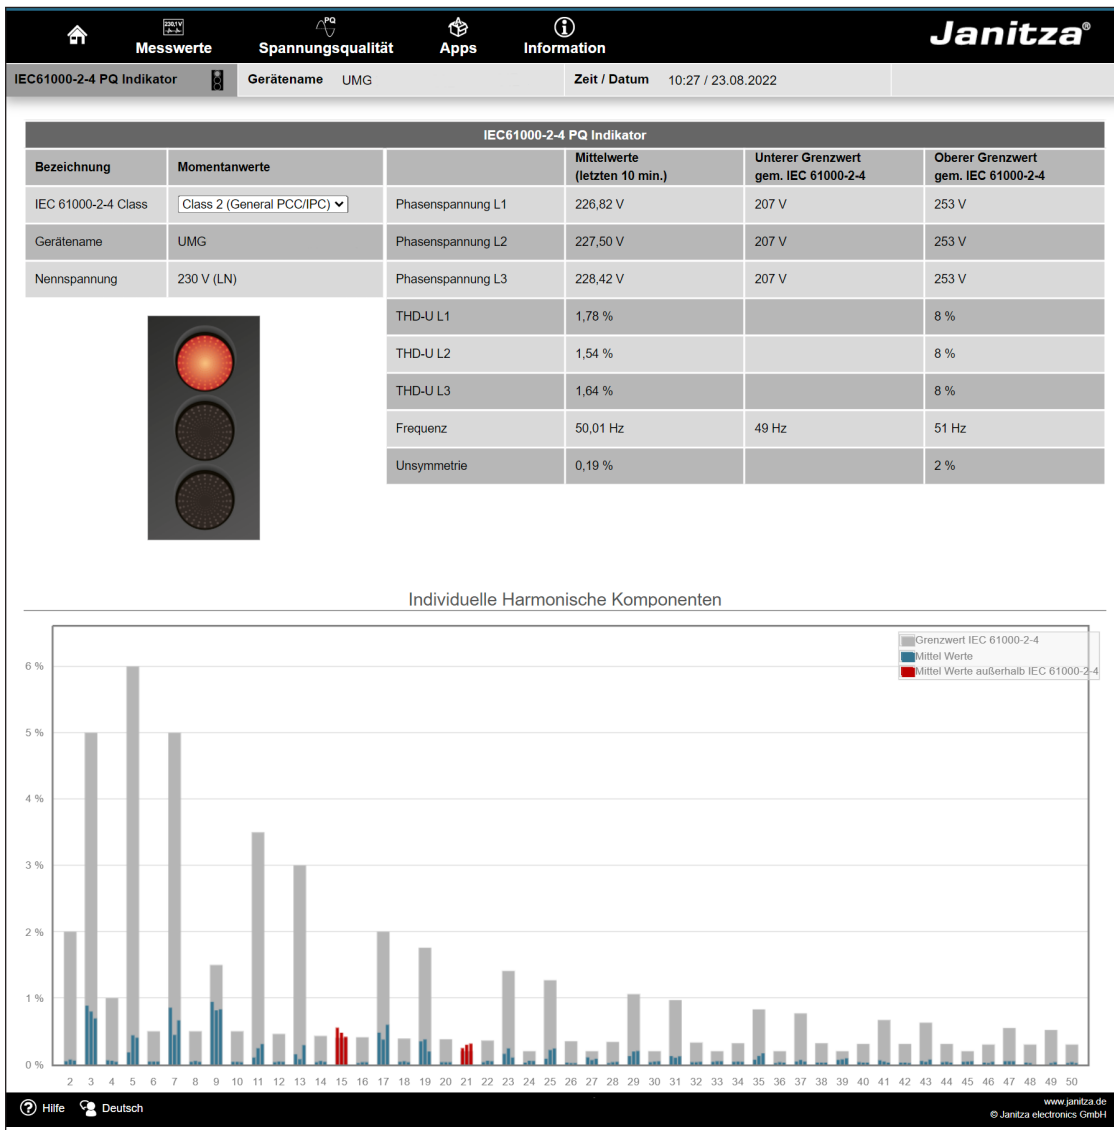 230,1V
PQ
Messwerte Spannungsqualität Apps Information
Janitza®
IEC61000-2-4 PQ Indikator Gerätename UMG Zeit / Datum 10:27 / 23.08.2022
IEC61000-2-4 PQ Indikator
Bezeichnung Momentanwerte Mittelwerte (letzten 10 min.) Unterer Grenzwert gem. IEC 61000-2-4 Oberer Grenzwert gem. IEC 61000-2-4
IEC 61000-2-4 Class Class 2 (General PCC/IPC) Phasenspannung L1 226,82 V 207 V 253 V
Gerätename UMG Phasenspannung L2 227,50 V 207 V 253 V
Nennspannung 230 V (LN) Phasenspannung L3 228,42 V 207 V 253 V
THD-U L1 1,78 % 8 %
THD-U L2 1,54 % 8 %
THD-U L3 1,64 % 8 %
Frequenz 50,01 Hz 49 Hz 51 Hz
Unsymmetrie 0,19 % 2 %
Individuelle Harmonische Komponenten
Grenzwert IEC 61000-2-4
Mittel Werte
Mittel Werte außerhalb IEC 61000-2-4
6 %
5 %
4 %
3 %
2 %
1 %
0 %
2 3 4 5 6 7 8 9 10 11 12 13 14 15 16 17 18 19 20 21 22 23 24 25 26 27 28 29 30 31 32 33 34 35 36 37 38 39 40 41 42 43 44 45 46 47 48 49 50
Hilfe Deutsch
www.janitza.de
© Janitza electronics GmbH